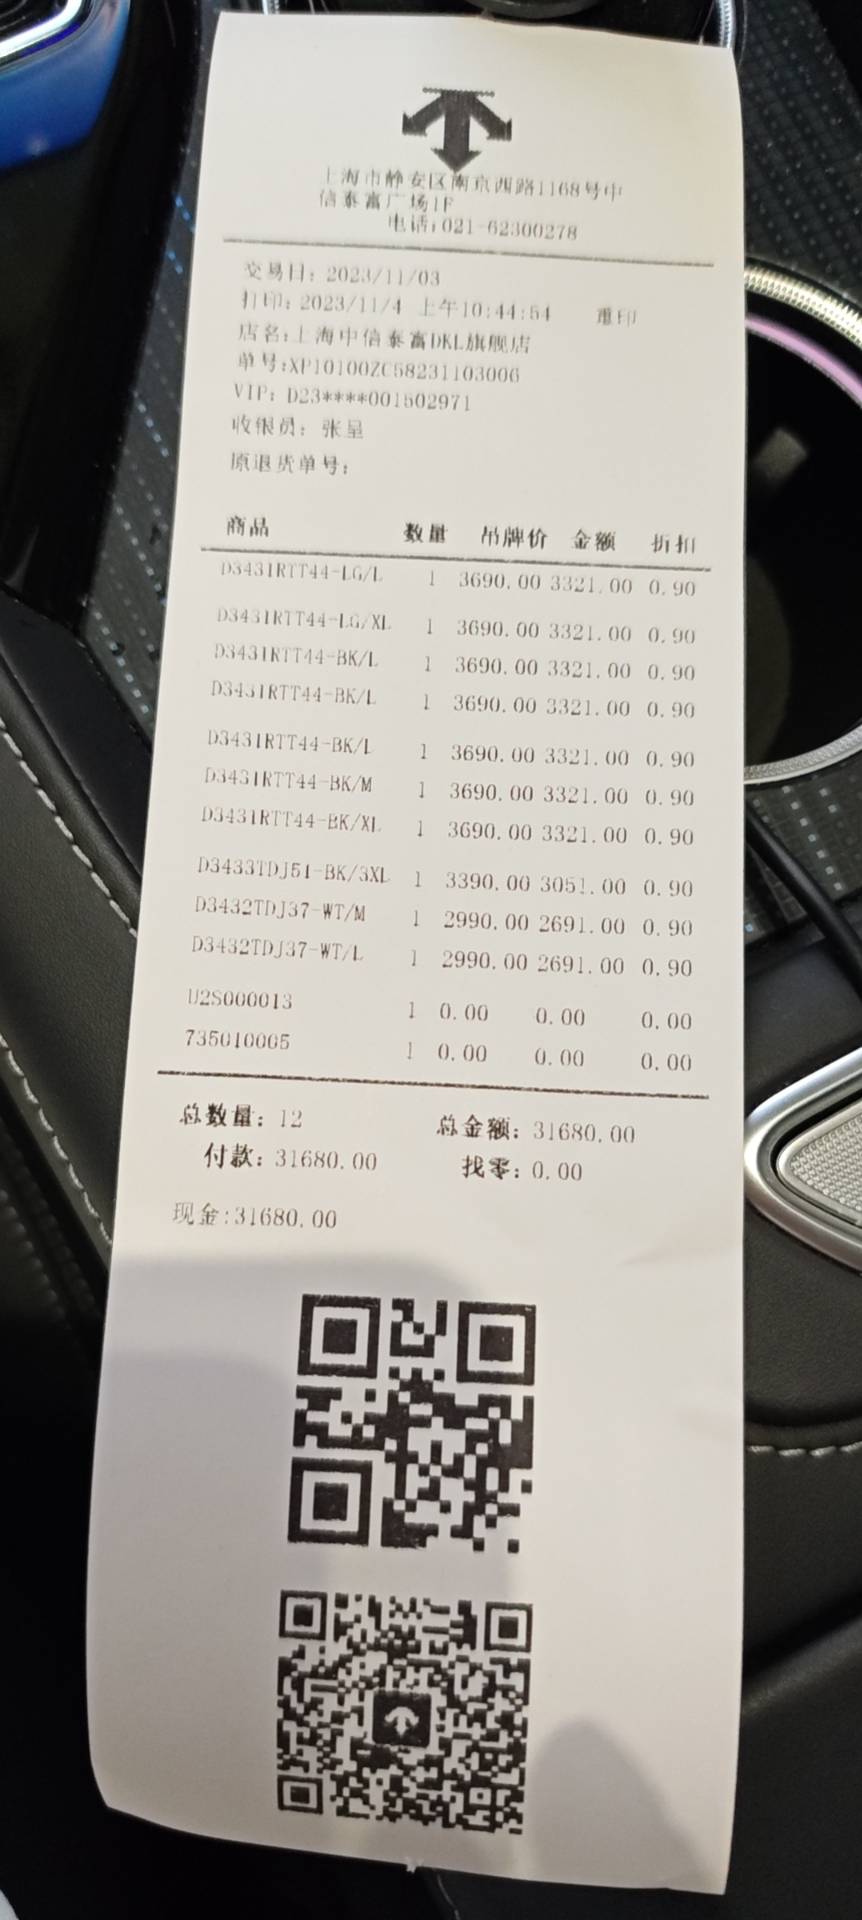 上海市静安区南京西路1168号中
信泰富广场1F
电话:021-62300278
交易日: 2023/11/03
打印: 2023/11/4 上午10:44:54 重印
店名:上海中信泰富DKL旗舰店
单号:XP10100ZC58231103006
VIP: D23****001502971
收银员: 张呈
原退货单号:
商品 数量 吊牌价 金额 折扣
D3431RTT44-LG/L 1 3690.00 3321.00 0.90
D3431RTT44-LG/XL 1 3690.00 3321.00 0.90
D3431RTT44-BK/L 1 3690.00 3321.00 0.90
D3431RTT44-BK/L 1 3690.00 3321.00 0.90
D3431RTT44-BK/L 1 3690.00 3321.00 0.90
D3431RTT44-BK/M 1 3690.00 3321.00 0.90
D3431RTT44-BK/XL 1 3690.00 3321.00 0.90
D3433TDJ51-BK/3XL 1 3390.00 3051.00 0.90
D3432TDJ37-WT/M 1 2990.00 2691.00 0.90
D3432TDJ37-WT/L 1 2990.00 2691.00 0.90
U2S000013 1 0.00 0.00 0.00
735010005 1 0.00 0.00 0.00
总数量: 12 总金额: 31680.00
付款: 31680.00 找零: 0.00
现金:31680.00